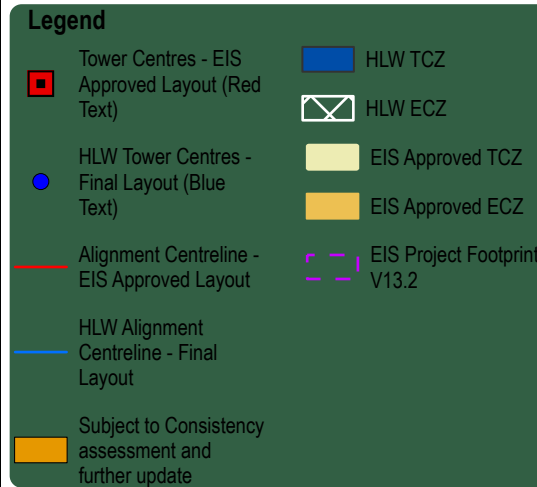 Legend
Tower Centres - EIS
Approved Layout (Red
Text)
HLW Tower Centres -
Final Layout (Blue
Text)
Alignment Centreline -
EIS Approved Layout
HLW Alignment
Centreline - Final
Layout
Subject to Consistency
assessment and
further update
HLW TCZ
HLW ECZ
EIS Approved TCZ
EIS Approved ECZ
EIS Project Footprint
V13.2